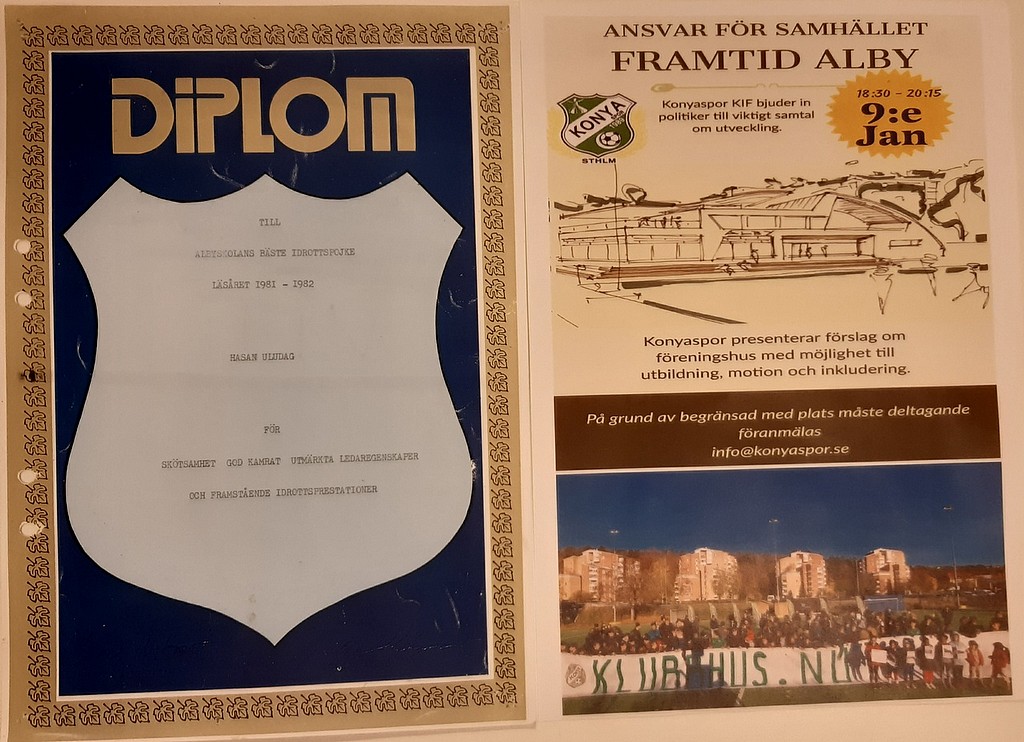 DIPLOM
TILL
ALBYSKOLANS BÄSTE IDROTTSPOJKE
LÄSÅRET 1981 - 1982
HASAN ULUDAG
FÖR
SKÖTSAMHET GOD KAMRAT UTMÄRKTA LEDAREGENSKAPER
OCH FRAMSTÅENDE IDROTTSPRESTATIONER
ANSVAR FÖR SAMHÄLLET
FRAMTID ALBY
Konyaspor KIF bjuder in
politiker till viktigt samtal
om utveckling.
18:30 - 20:15
9:e
Jan
KONYA
STHLM
Konyaspor presenterar förslag om
föreningshus med möjlighet till
utbildning, motion och inkludering.
På grund av begränsad med plats måste deltagande
föranmälas
info@konyaspor.se
KLUBBHUS.NU